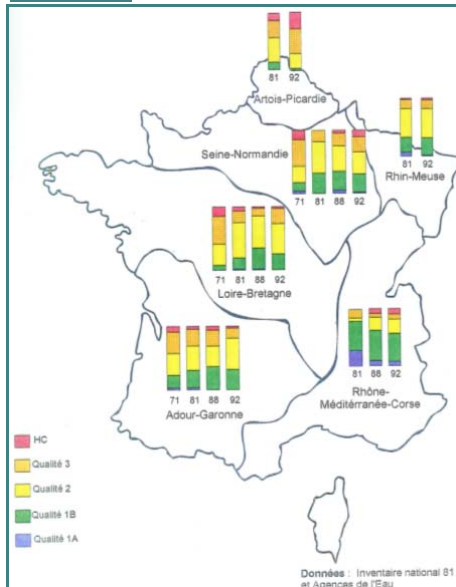 81 92
Artois-Picardie
Seine-Normandie
71 81 88 92
81 92
Rhin-Meuse
71 81 88 92
Loire-Bretagne
71 81 88 92
Adour-Garonne
81 88 92
Rhône-
Méditérranée-Corse
HC
Qualité 3
Qualité 2
Qualité 1B
Qualité 1A
Données : Inventaire national 81
et Agences de l'Eau